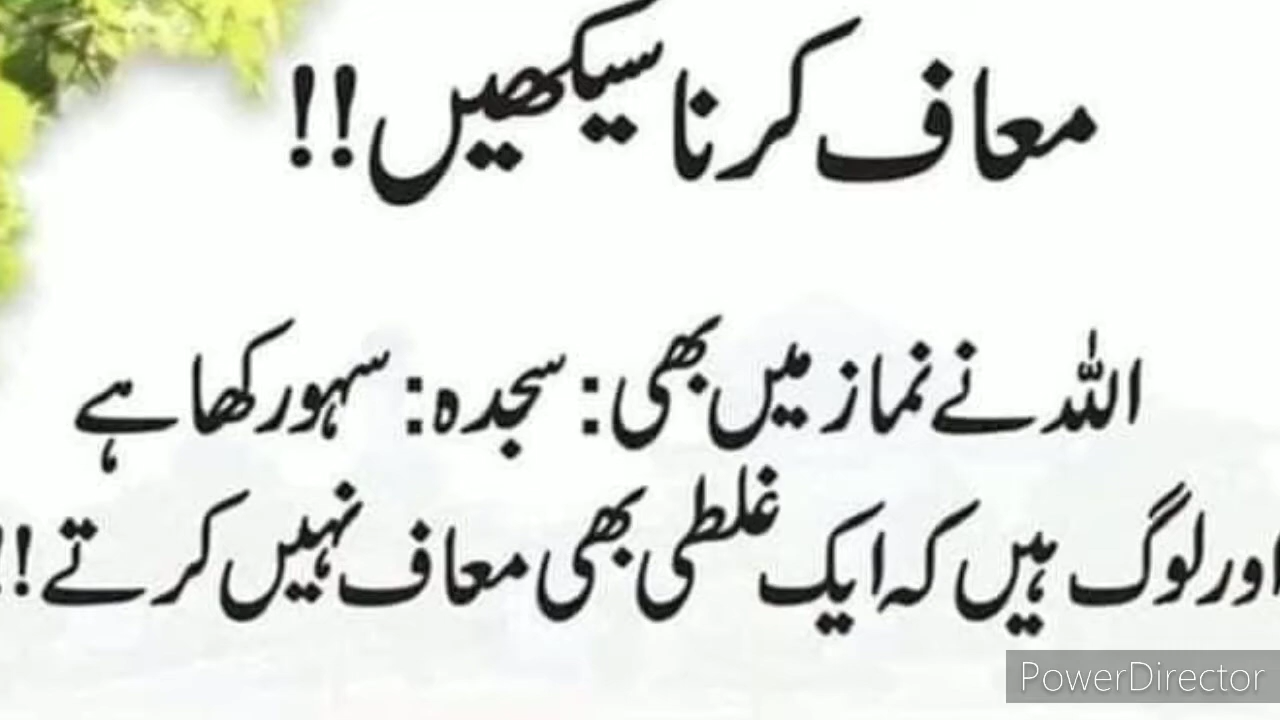 معاف کرنا سیکھیں!!
اللہ نے نماز میں بھی: سجدہ: سہو رکھا ہے
اور لوگ ہیں کہ ایک غلطی بھی معاف نہیں کرتے!!
PowerDirector